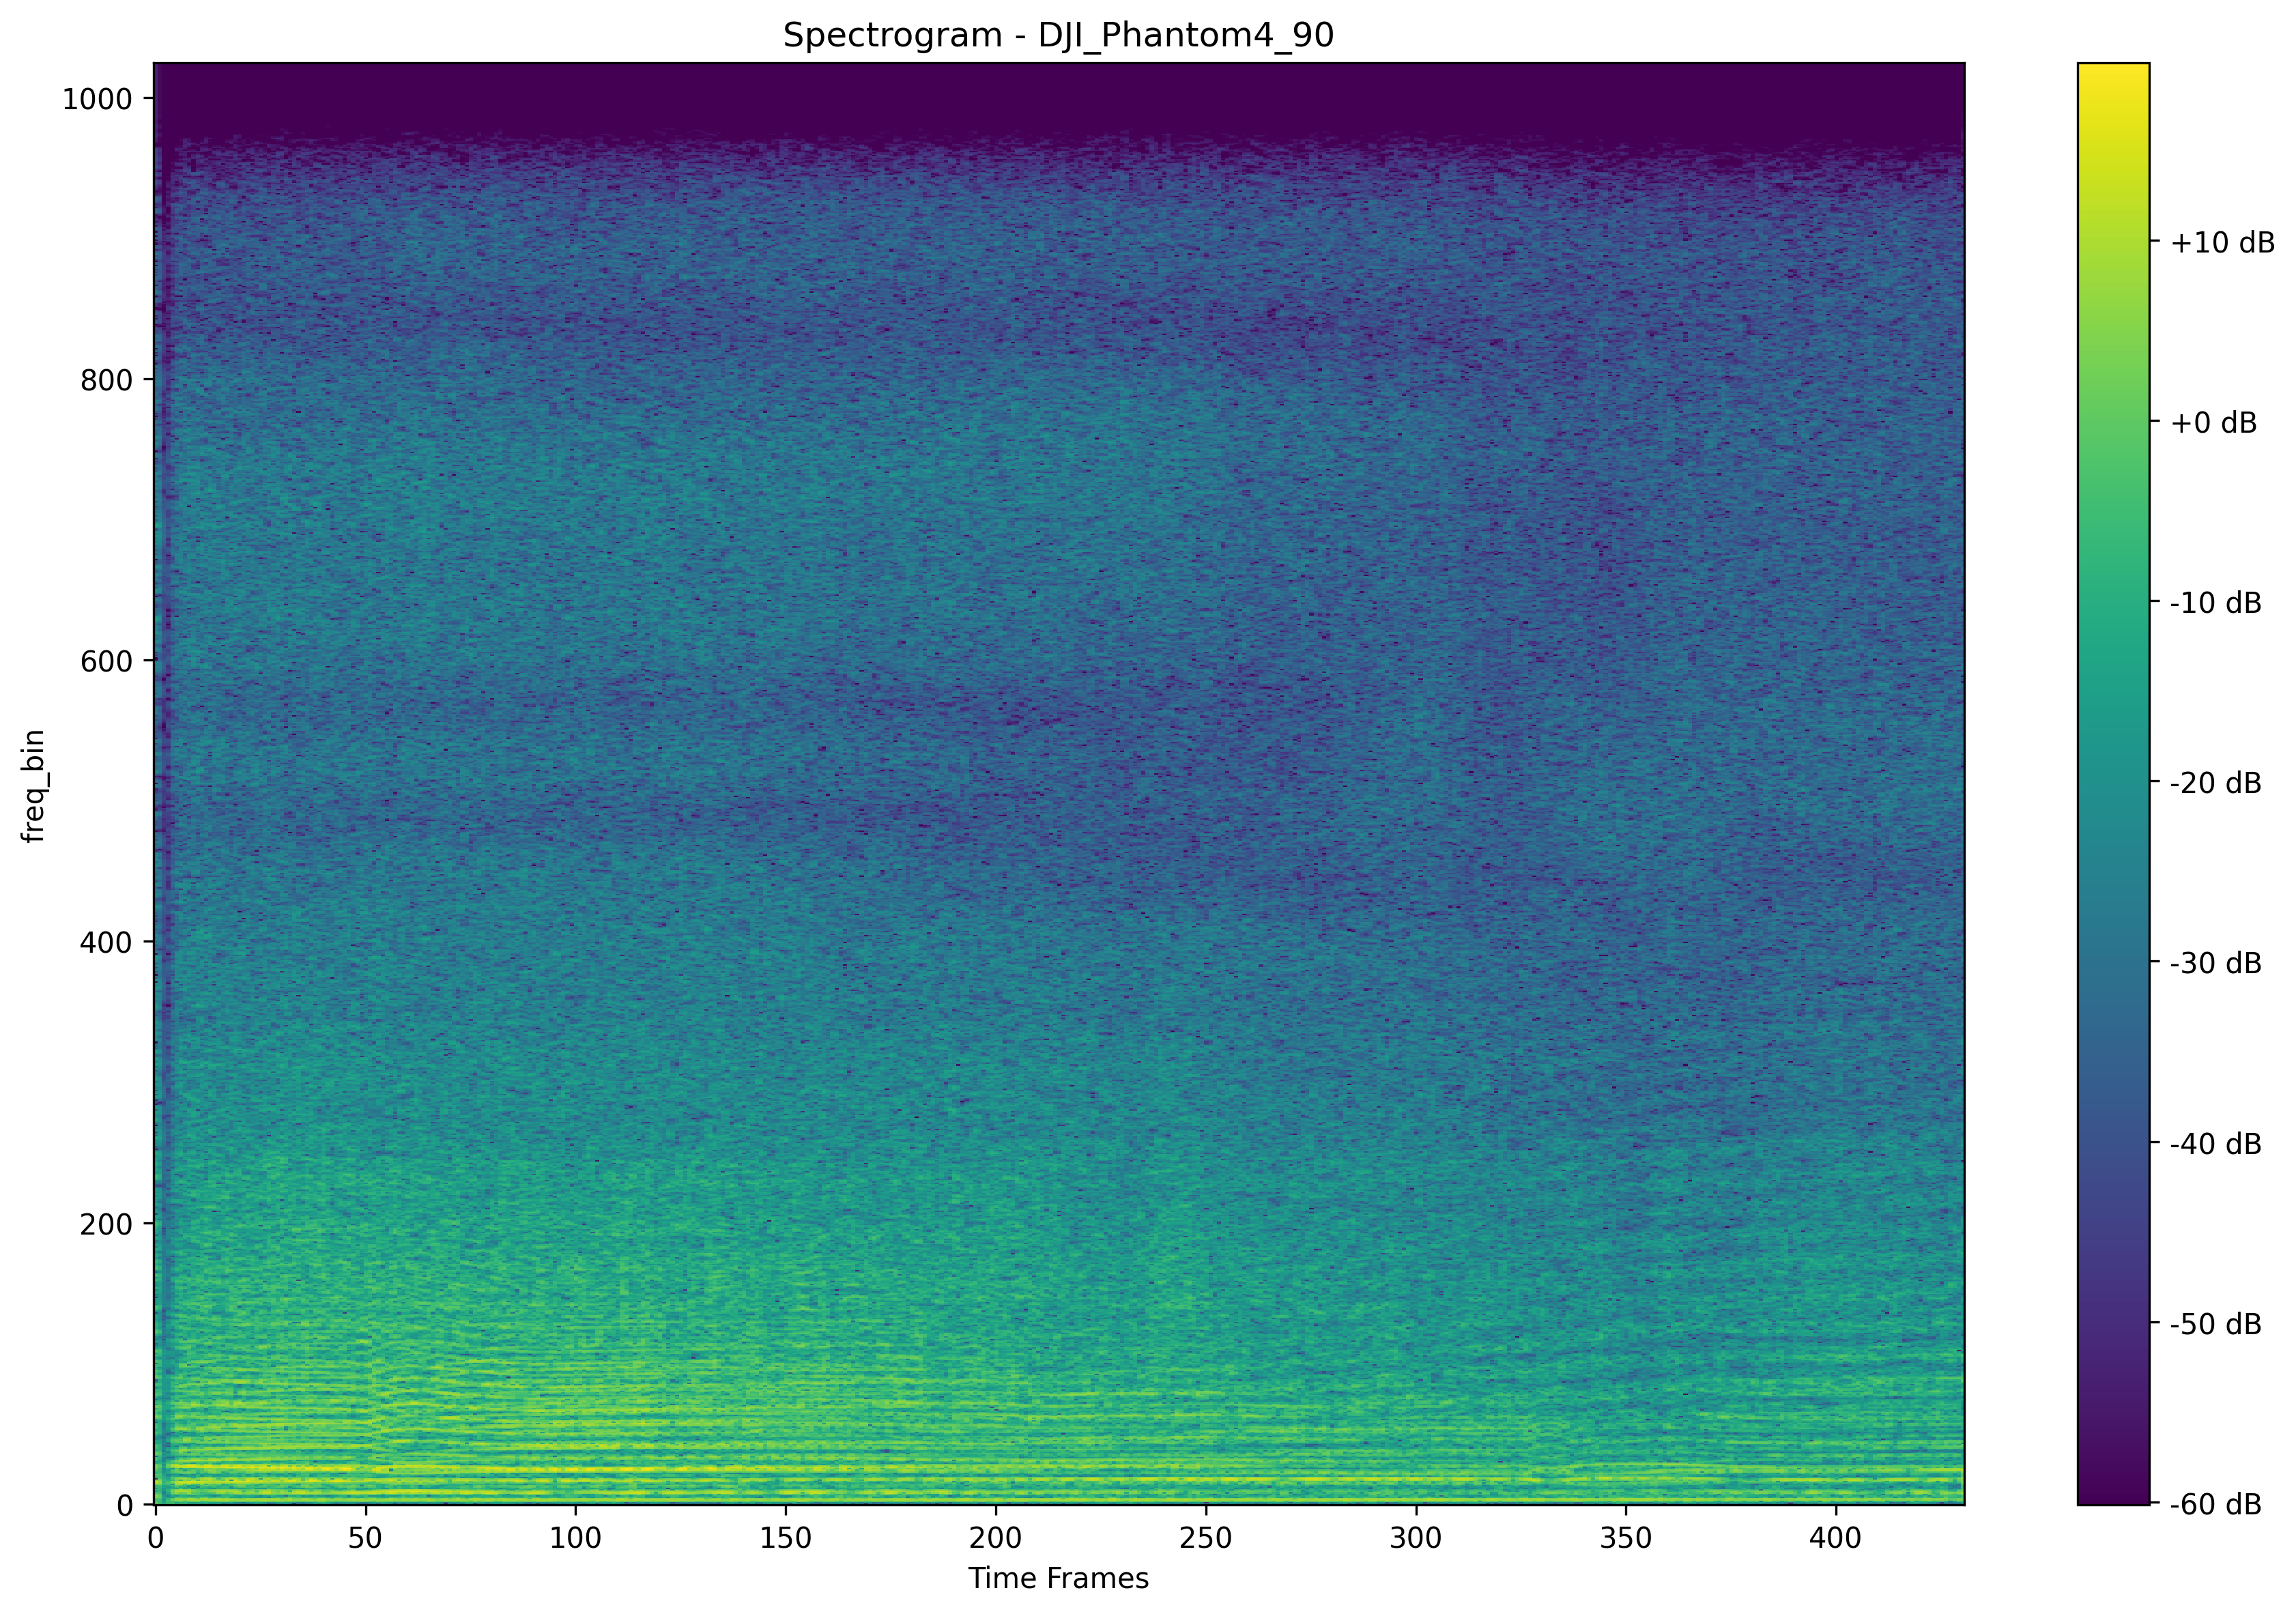 Spectrogram - DJI_Phantom4_90
1000
800
600
400
200
0
freq_bin
0 50 100 150 200 250 300 350 400
Time Frames
+10 dB
+0 dB
-10 dB
-20 dB
-30 dB
-40 dB
-50 dB
-60 dB